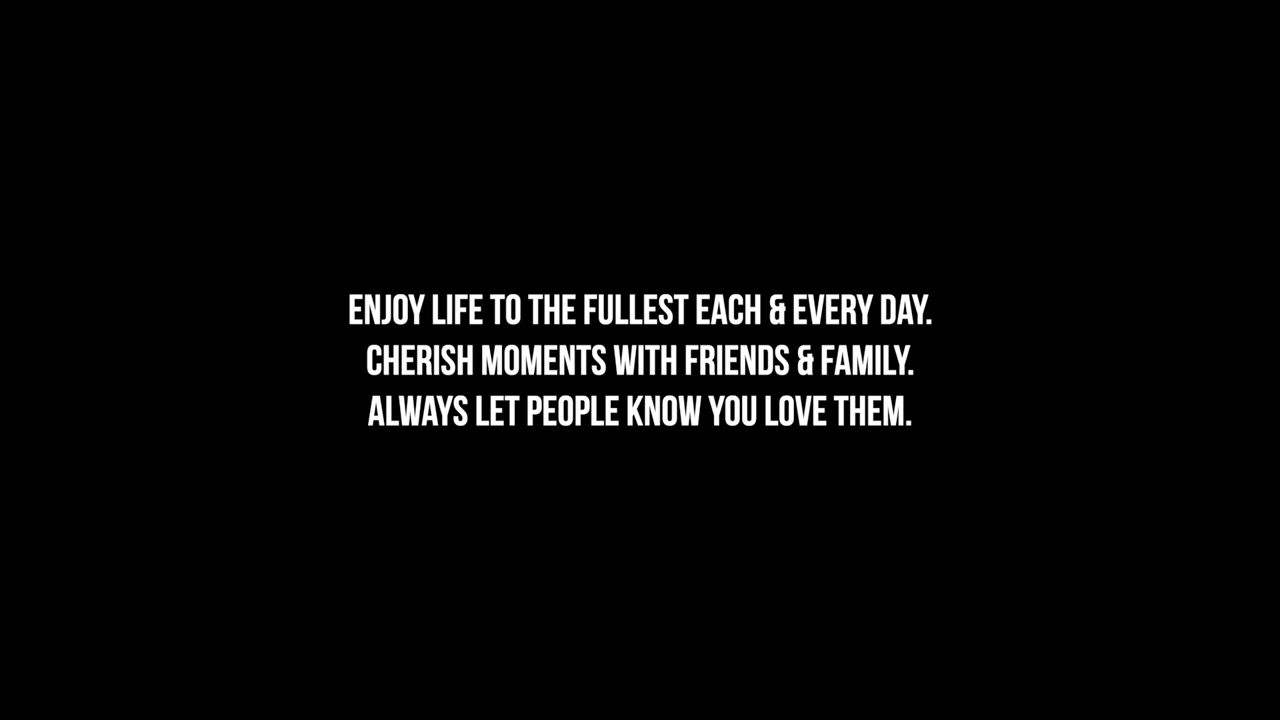 ENJOY LIFE TO THE FULLEST EACH & EVERY DAY.
CHERISH MOMENTS WITH FRIENDS & FAMILY.
ALWAYS LET PEOPLE KNOW YOU LOVE THEM.